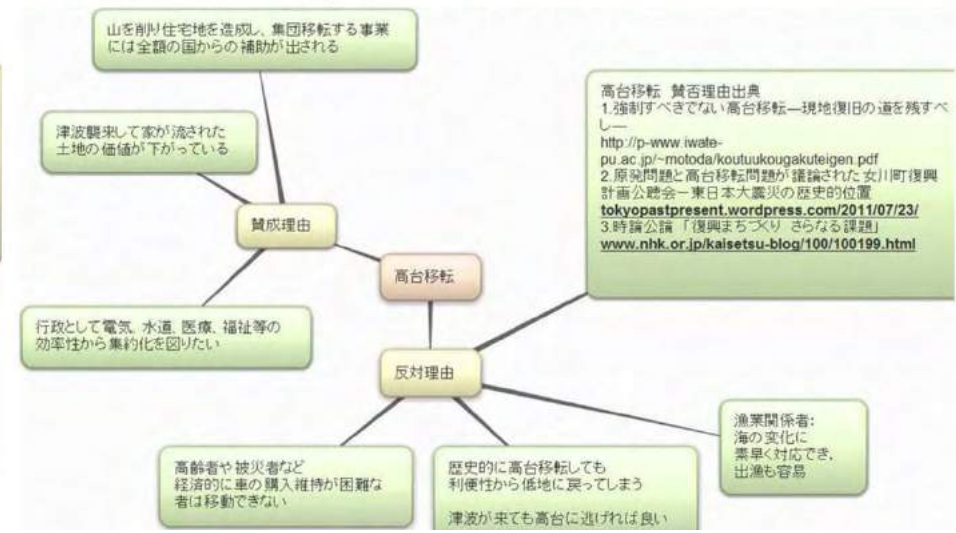 山を削り住宅地を造成し、集団移転する事業
には全額の国からの補助が出される
津波襲来して家が流された
土地の価値が下がっている
賛成理由
高台移転
行政として電気、水道、医療、福祉等の
効率性から集約化を図りたい
反対理由
高台移転 賛否理由出典
1.強制すべきでない高台移転―現地復旧の道を残すべ
し―
http://p-www.iwate-
pu.ac.jp/~motoda/koutuukougakuteigen.pdf
2.原発問題と高台移転問題が議論された女川町復興
計画公聴会－東日本大震災の歴史的位置
tokyopastpresent.wordpress.com/2011/07/23/
3.時論公論「復興まちづくり さらなる課題」
www.nhk.or.jp/kaisetsu-blog/100/100199.html
高齢者や被災者など
経済的に車の購入維持が困難な
者は移動できない
歴史的に高台移転しても
利便性から低地に戻ってしまう
津波が来ても高台に逃げれば良い
漁業関係者:
海の変化に
素早く対応でき、
出漁も容易